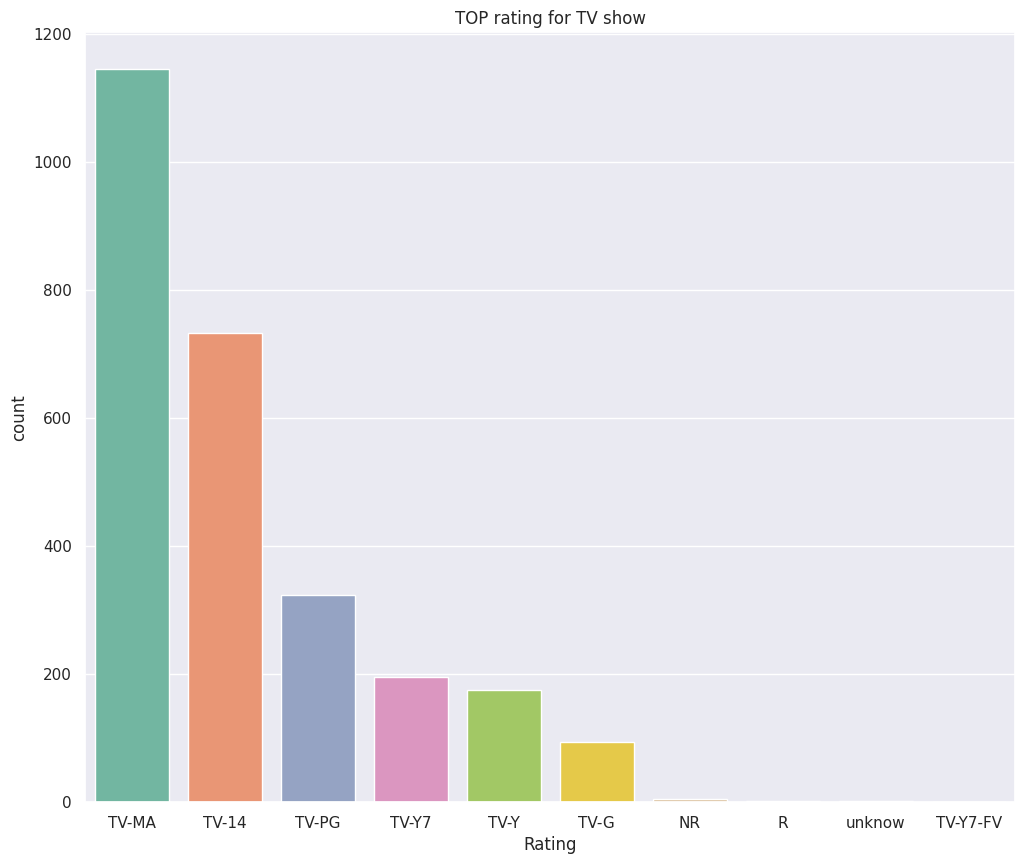 TOP rating for TV show
1200
1000
800
600
400
200
0
count
TV-MA TV-14 TV-PG TV-Y7 TV-Y TV-G NR R unknow TV-Y7-FV
Rating